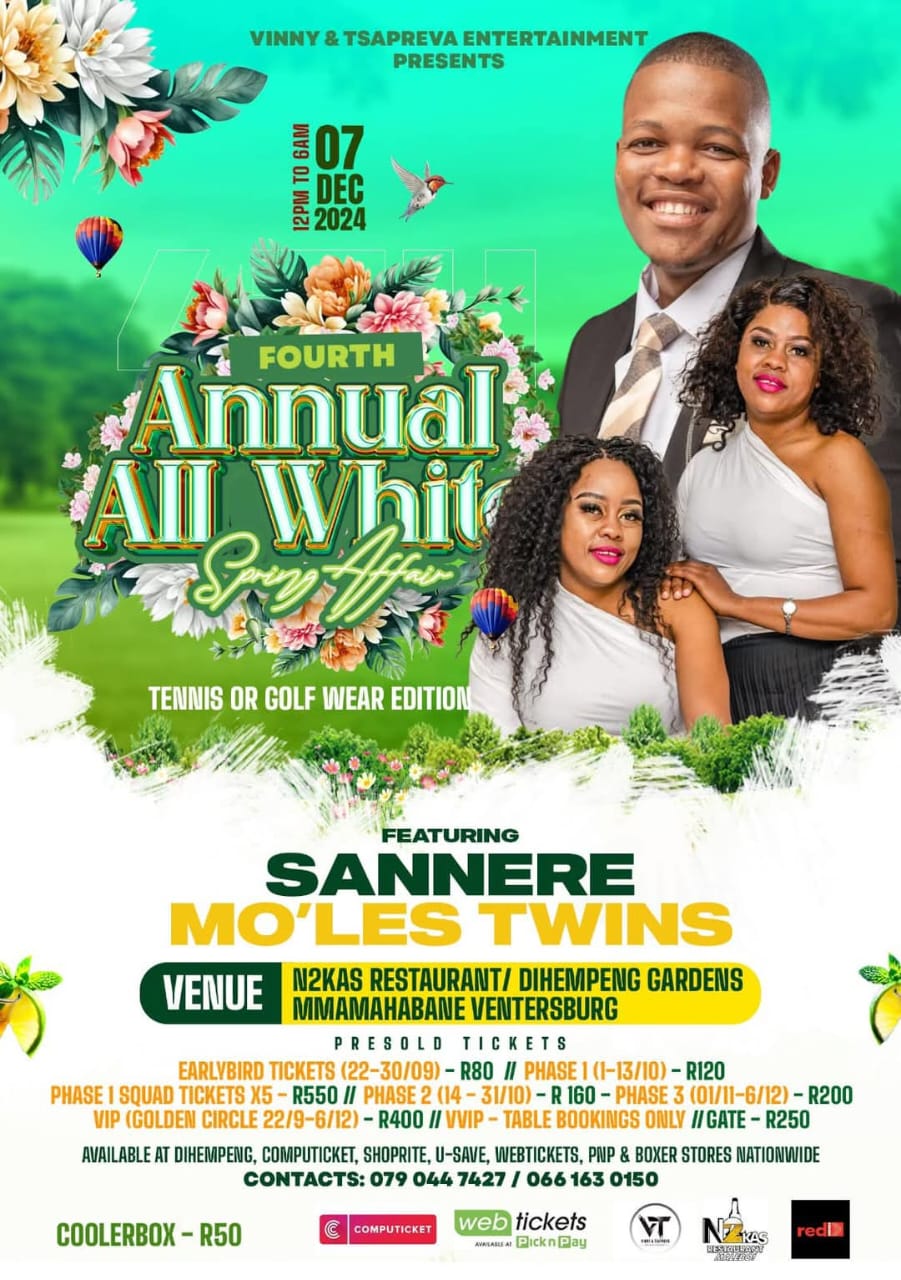 VINNY & TSAPREVA ENTERTAINMENT
PRESENTS
12PM TO 6AM
07
DEC
2024
4TH
FOURTH
Annual
All White
Spring Affair
TENNIS OR GOLF WEAR EDITION
FEATURING
SANNERE
MO'LES TWINS
VENUE
N2KAS RESTAURANT/ DIHEMPENG GARDENS
MMAMAHABANE VENTERSBURG
PRESOLD TICKETS
EARLYBIRD TICKETS (22-30/09) - R80 // PHASE 1 (1-13/10) - R120
PHASE 1 SQUAD TICKETS X5 - R550 // PHASE 2 (14 - 31/10) - R 160 - PHASE 3 (01/11-6/12) - R200
VIP (GOLDEN CIRCLE 22/9-6/12) - R400 // VVIP - TABLE BOOKINGS ONLY // GATE - R250
AVAILABLE AT DIHEMPENG, COMPUTICKET, SHOPRITE, U-SAVE, WEBTICKETS, PNP & BOXER STORES NATIONWIDE
CONTACTS: 079 044 7427 / 066 163 0150
COOLERBOX - R50
C COMPUTICKET
web tickets
AVAILABLE AT Pick n Pay
VT
NZKAS
RESTAURANT
red